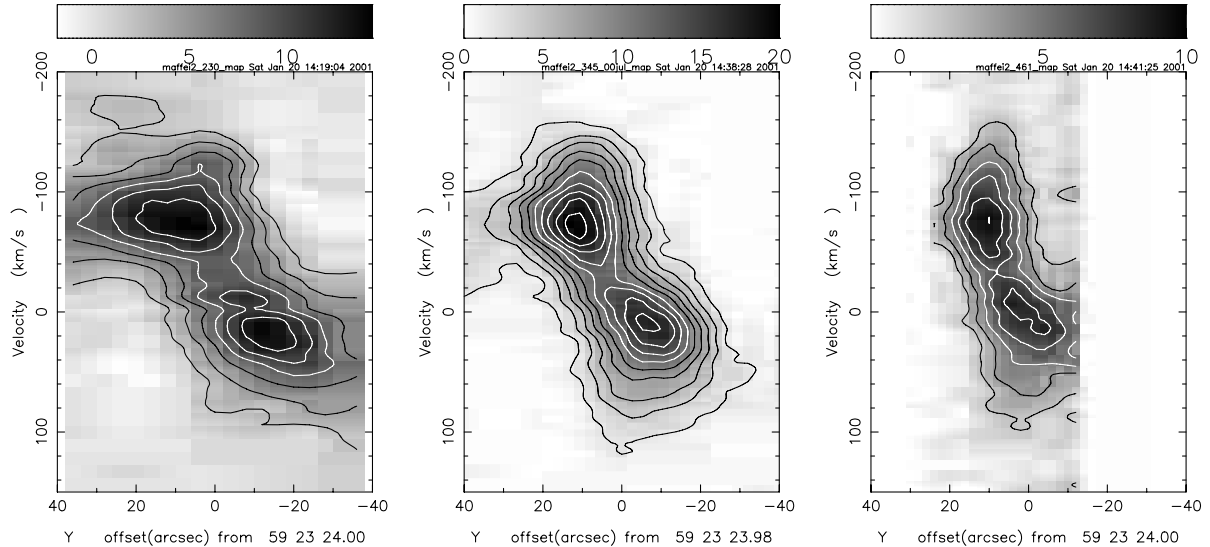 0 5 10
maffei2_230_map Sat Jan 20 14:19:04 2001
-200
-100
0
100
Velocity (km/s )
40 20 0 -20 -40
Y offset(arcsec) from 59 23 24.00
0 5 10 15 20
maffei2_345_00jul_map Sat Jan 20 14:38:28 2001
-200
-100
0
100
Velocity (km/s )
40 20 0 -20 -40
Y offset(arcsec) from 59 23 23.98
0 5 10
maffei2_461_map Sat Jan 20 14:41:25 2001
-200
-100
0
100
Velocity (km/s )
40 20 0 -20 -40
Y offset(arcsec) from 59 23 24.00